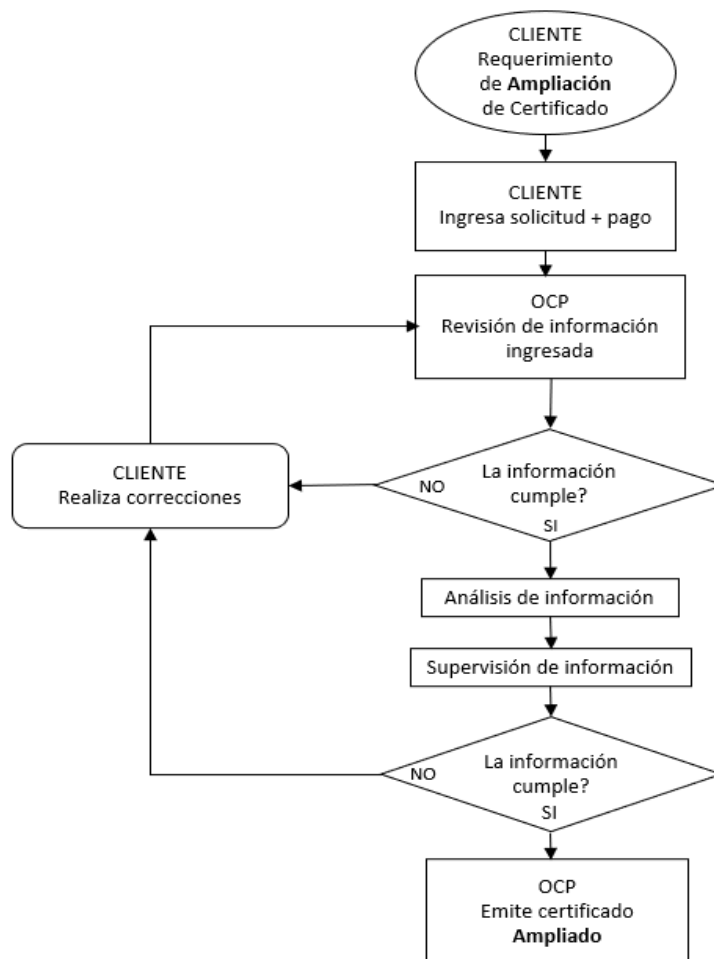 CLIENTE
Requerimiento
de Ampliación
de Certificado
CLIENTE
Ingresa solicitud + pago
OCP
Revisión de información
ingresada
La información
cumple?
NO
SI
CLIENTE
Realiza correcciones
Análisis de información
Supervisión de información
La información
cumple?
NO
SI
OCP
Emite certificado
Ampliado